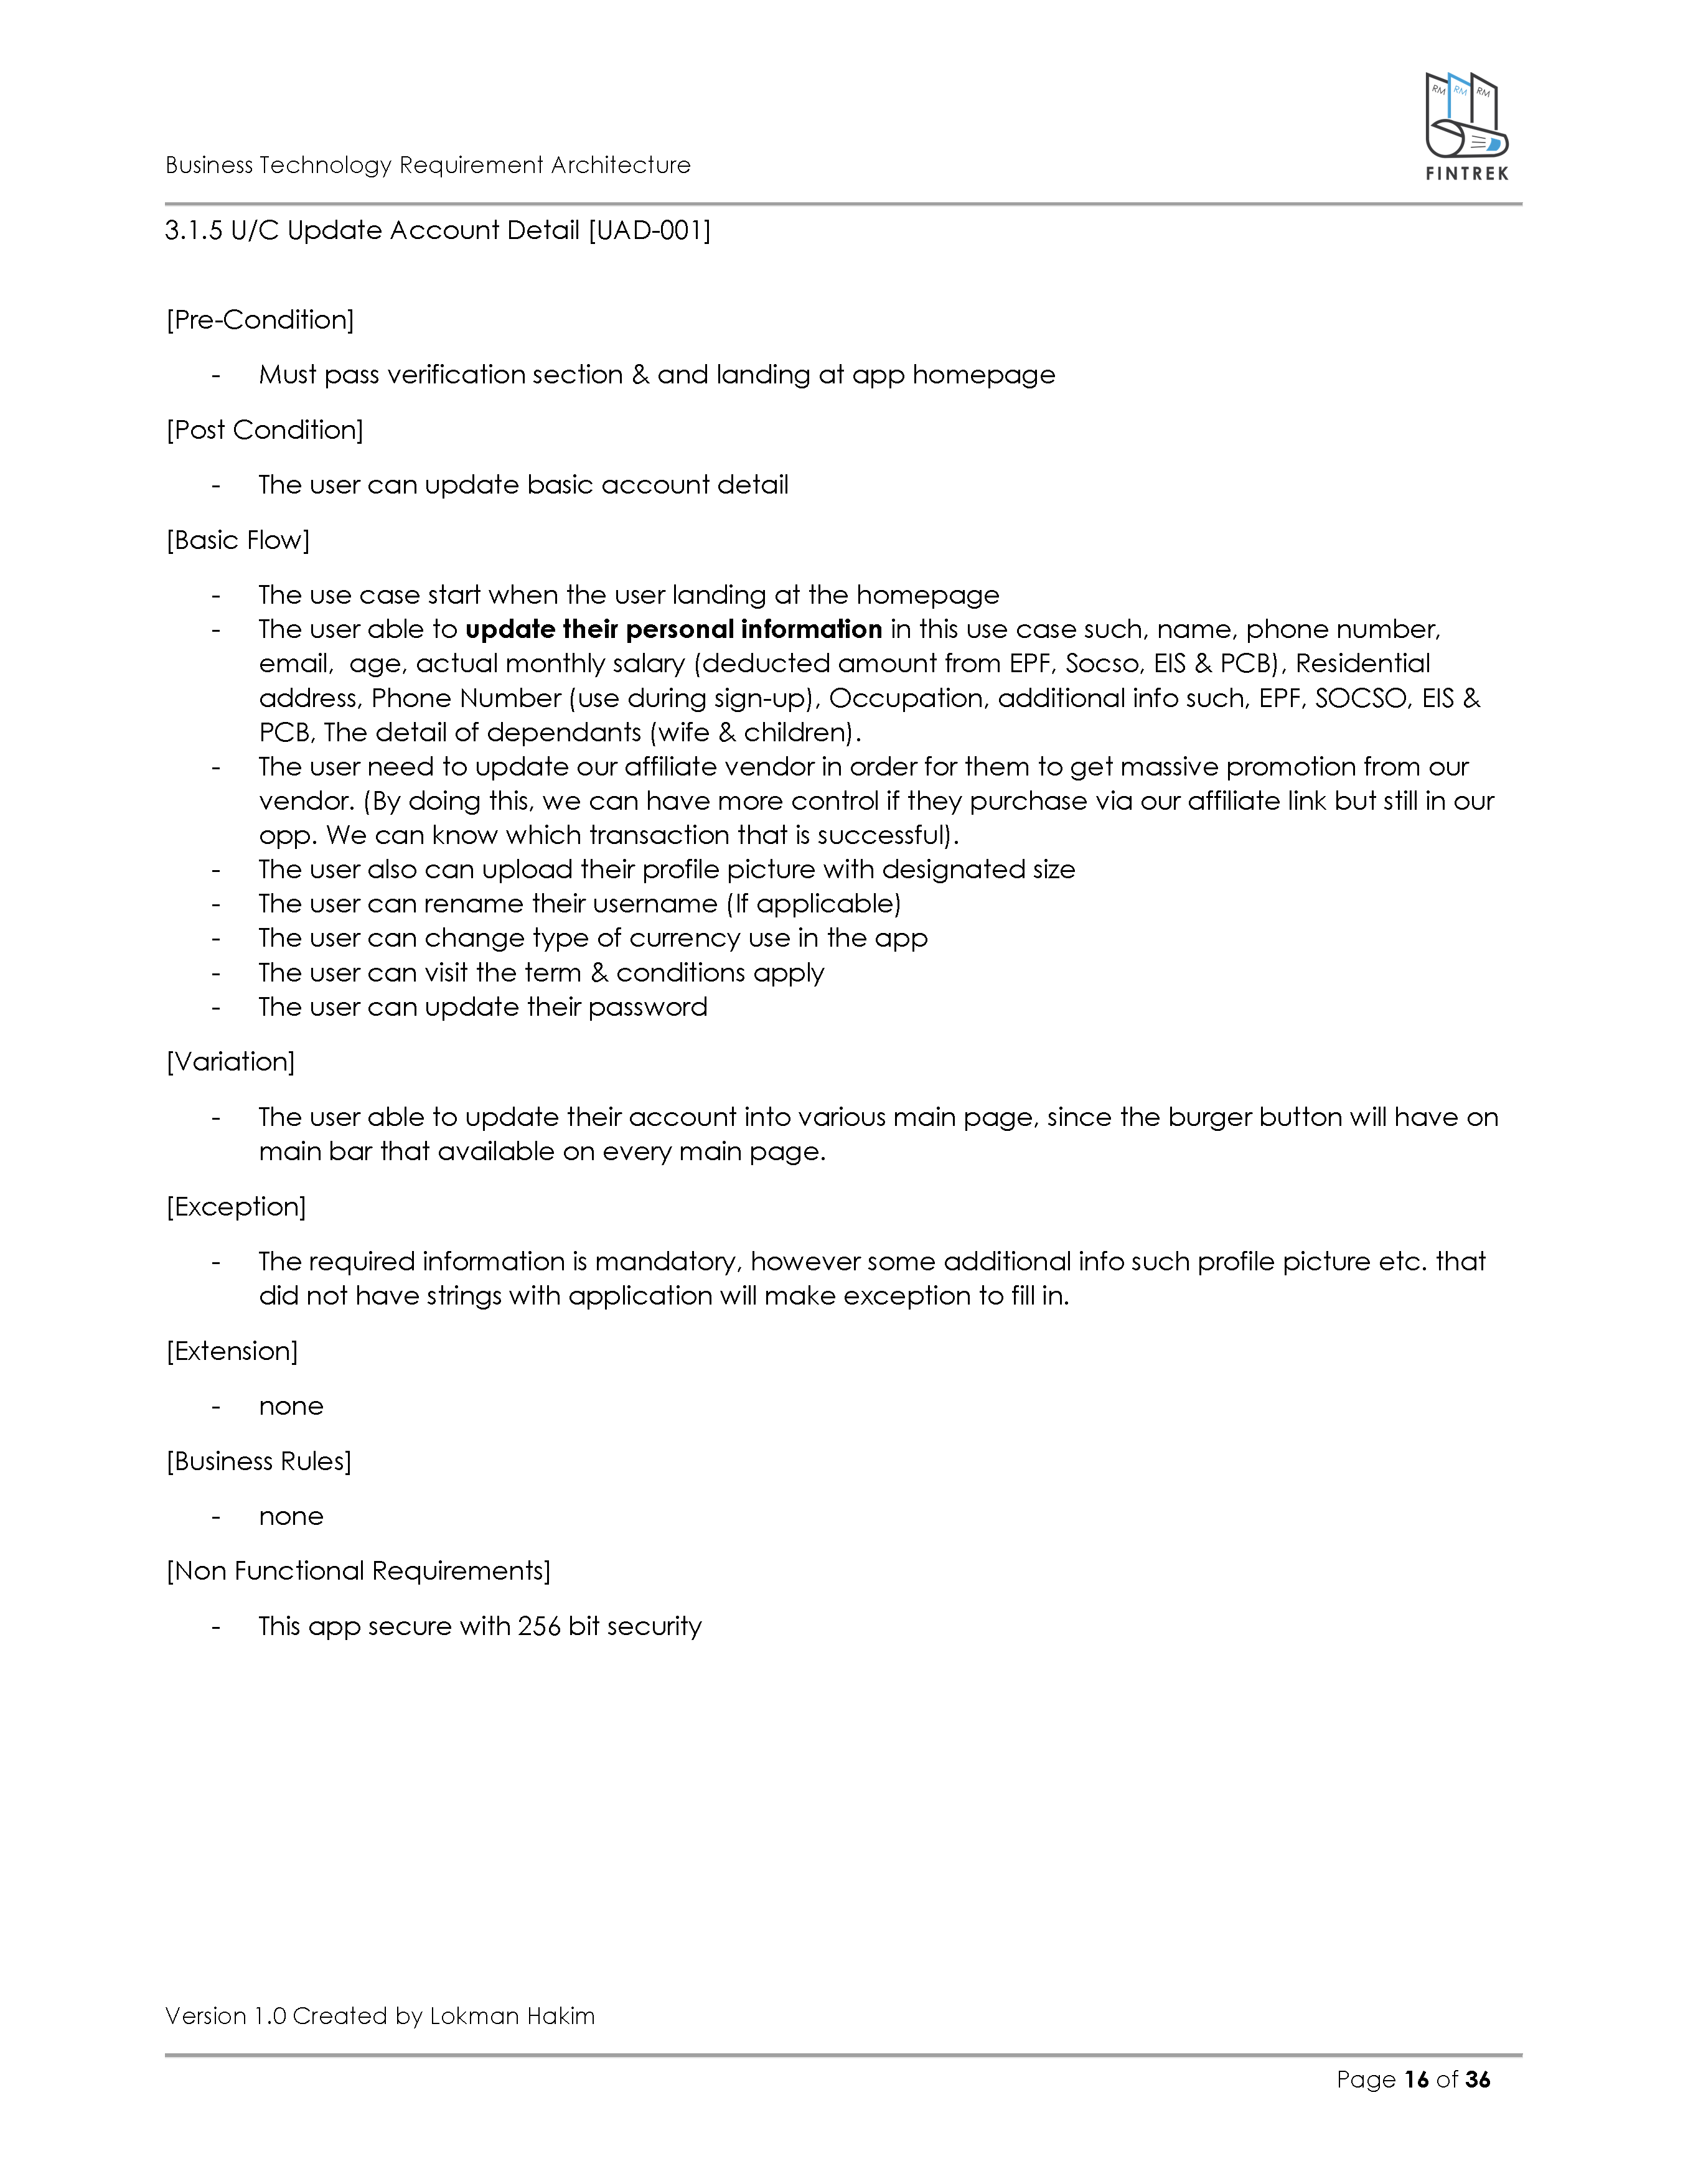 RM RM RM
FINTREK
Business Technology Requirement Architecture
3.1.5 U/C Update Account Detail [UAD-001]
[Pre-Condition]
- Must pass verification section & and landing at app homepage
[Post Condition]
- The user can update basic account detail
[Basic Flow]
- The use case start when the user landing at the homepage
- The user able to update their personal information in this use case such, name, phone number,
email,  age, actual monthly salary (deducted amount from EPF, Socso, EIS & PCB), Residential
address, Phone Number (use during sign-up), Occupation, additional info such, EPF, SOCSO, EIS &
PCB, The detail of dependants (wife & children).
- The user need to update our affiliate vendor in order for them to get massive promotion from our
vendor. (By doing this, we can have more control if they purchase via our affiliate link but still in our
opp. We can know which transaction that is successful).
- The user also can upload their profile picture with designated size
- The user can rename their username (If applicable)
- The user can change type of currency use in the app
- The user can visit the term & conditions apply
- The user can update their password
[Variation]
- The user able to update their account into various main page, since the burger button will have on
main bar that available on every main page.
[Exception]
- The required information is mandatory, however some additional info such profile picture etc. that
did not have strings with application will make exception to fill in.
[Extension]
- none
[Business Rules]
- none
[Non Functional Requirements]
- This app secure with 256 bit security
Version 1.0 Created by Lokman Hakim
Page 16 of 36